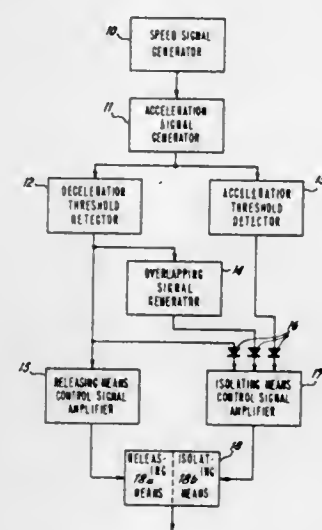 10
SPEED SIGNAL
GENERATOR
11
ACCELERATION
SIGNAL
GENERATOR
12
DECELERATION
THRESHOLD
DETECTOR
ACCELERATION
THRESHOLD
DETECTOR
OVERLAPPING
SIGNAL
GENERATOR
14
16
15
RELEASING MEANS
CONTROL SIGNAL
AMPLIFIER
ISOLATING MEANS
CONTROL SIGNAL
AMPLIFIER
17
RELEAS-
ING
18a
MEANS
ISOLAT-
ING
18b
MEANS
18